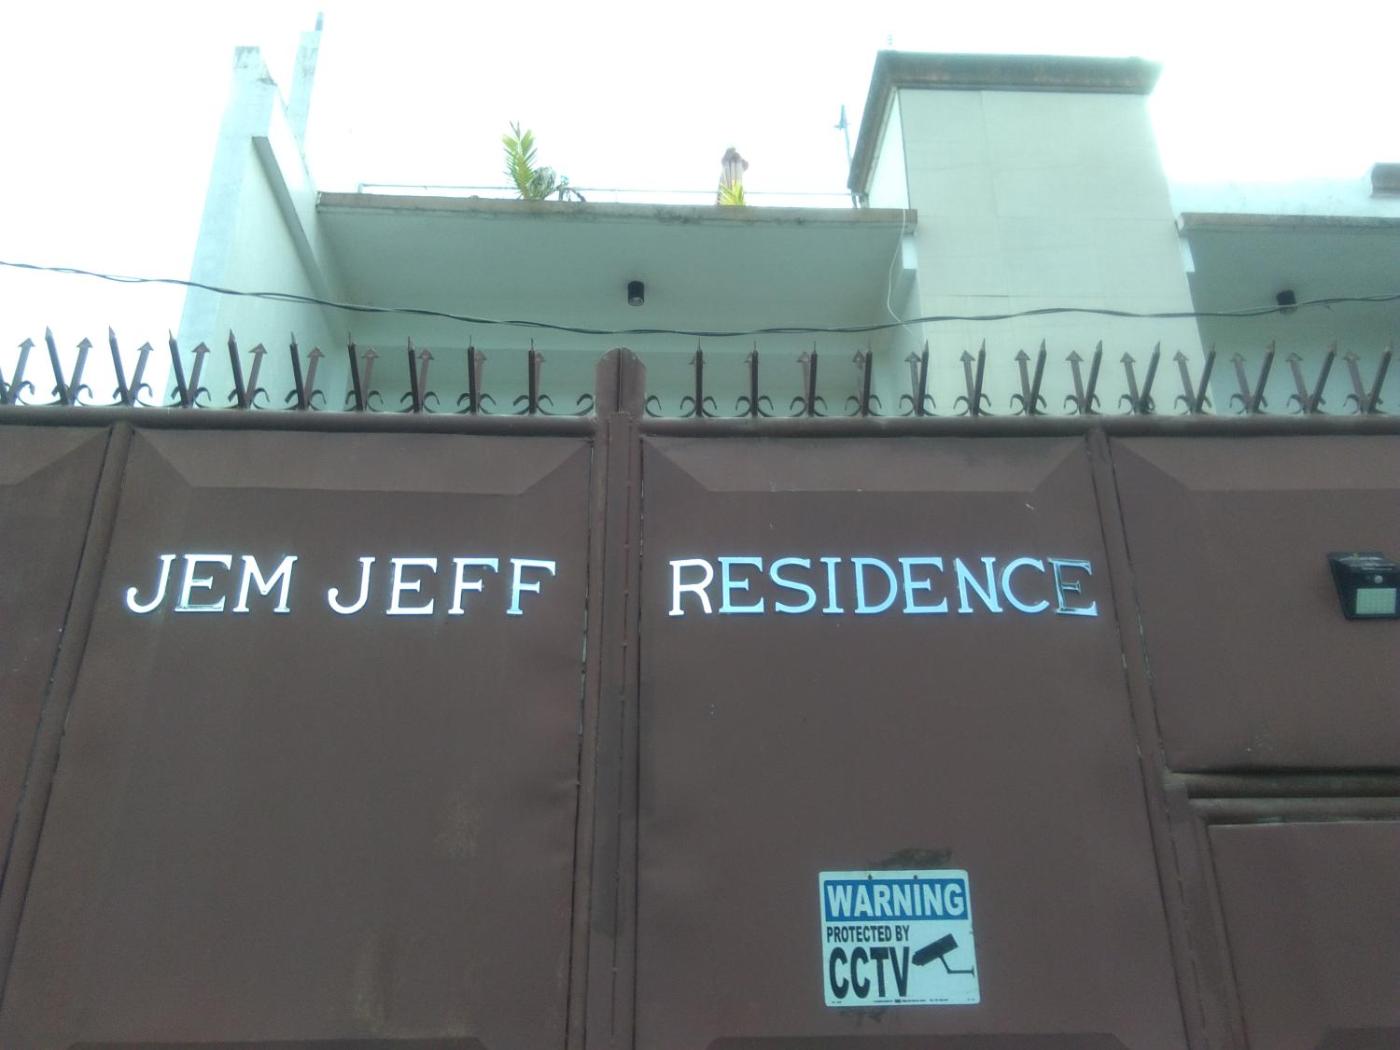 JEM JEFF RESIDENCE
WARNING
PROTECTED BY
CCTV